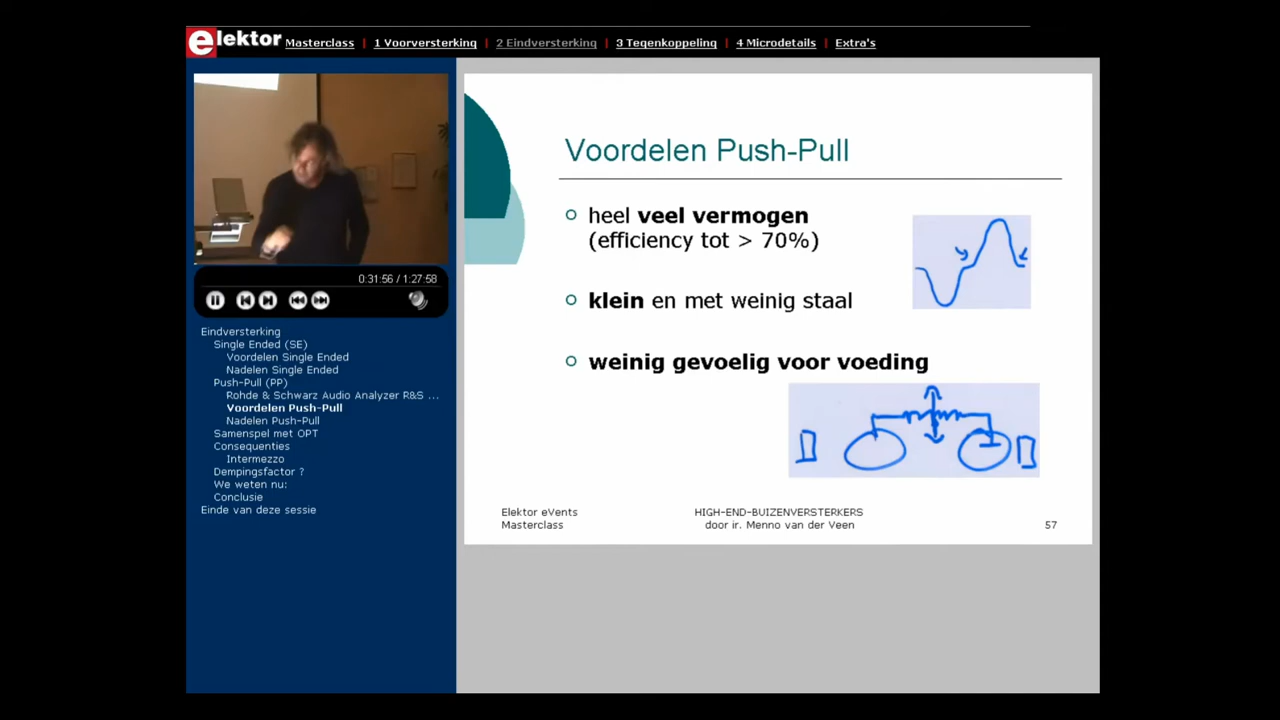 elektor Masterclass | 1 Voorversterking | 2 Eindversterking | 3 Tegenkoppeling | 4 Microdetails | Extra's
0:31:56 / 1:27:58
Eindversterking
Single Ended (SE)
Voordelen Single Ended
Nadelen Single Ended
Push-Pull (PP)
Rohde & Schwarz Audio Analyzer R&S ...
Voordelen Push-Pull
Nadelen Push-Pull
Samenspel met OPT
Consequenties
Intermezzo
Dempingsfactor ?
We weten nu:
Conclusie
Einde van deze sessie
Voordelen Push-Pull
heel veel vermogen
(efficiency tot > 70%)
klein en met weinig staal
weinig gevoelig voor voeding
Elektor eVents
Masterclass
HIGH-END-BUIZENVERSTERKERS
door ir. Menno van der Veen
57